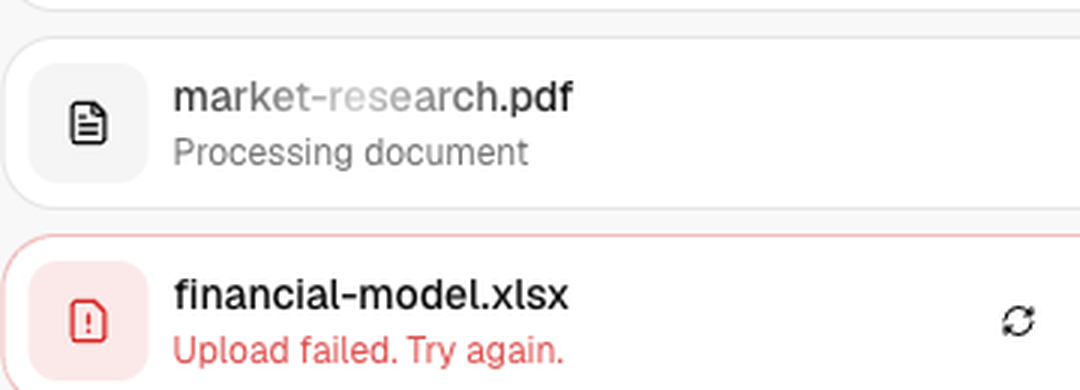 market-research.pdf
Processing document
financial-model.xlsx
Upload failed. Try again.